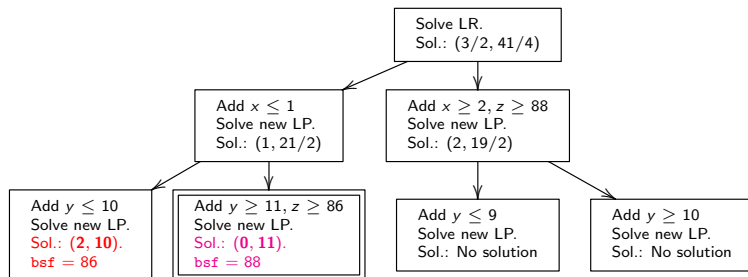 Solve LR.
Sol.: (3/2, 41/4)
Add x ≤ 1
Solve new LP.
Sol.: (1, 21/2)
Add x ≥ 2, z ≥ 88
Solve new LP.
Sol.: (2, 19/2)
Add y ≤ 10
Solve new LP.
Sol.: (2, 10).
bsf = 86
Add y ≥ 11, z ≥ 86
Solve new LP.
Sol.: (0, 11).
bsf = 88
Add y ≤ 9
Solve new LP.
Sol.: No solution
Add y ≥ 10
Solve new LP.
Sol.: No solution